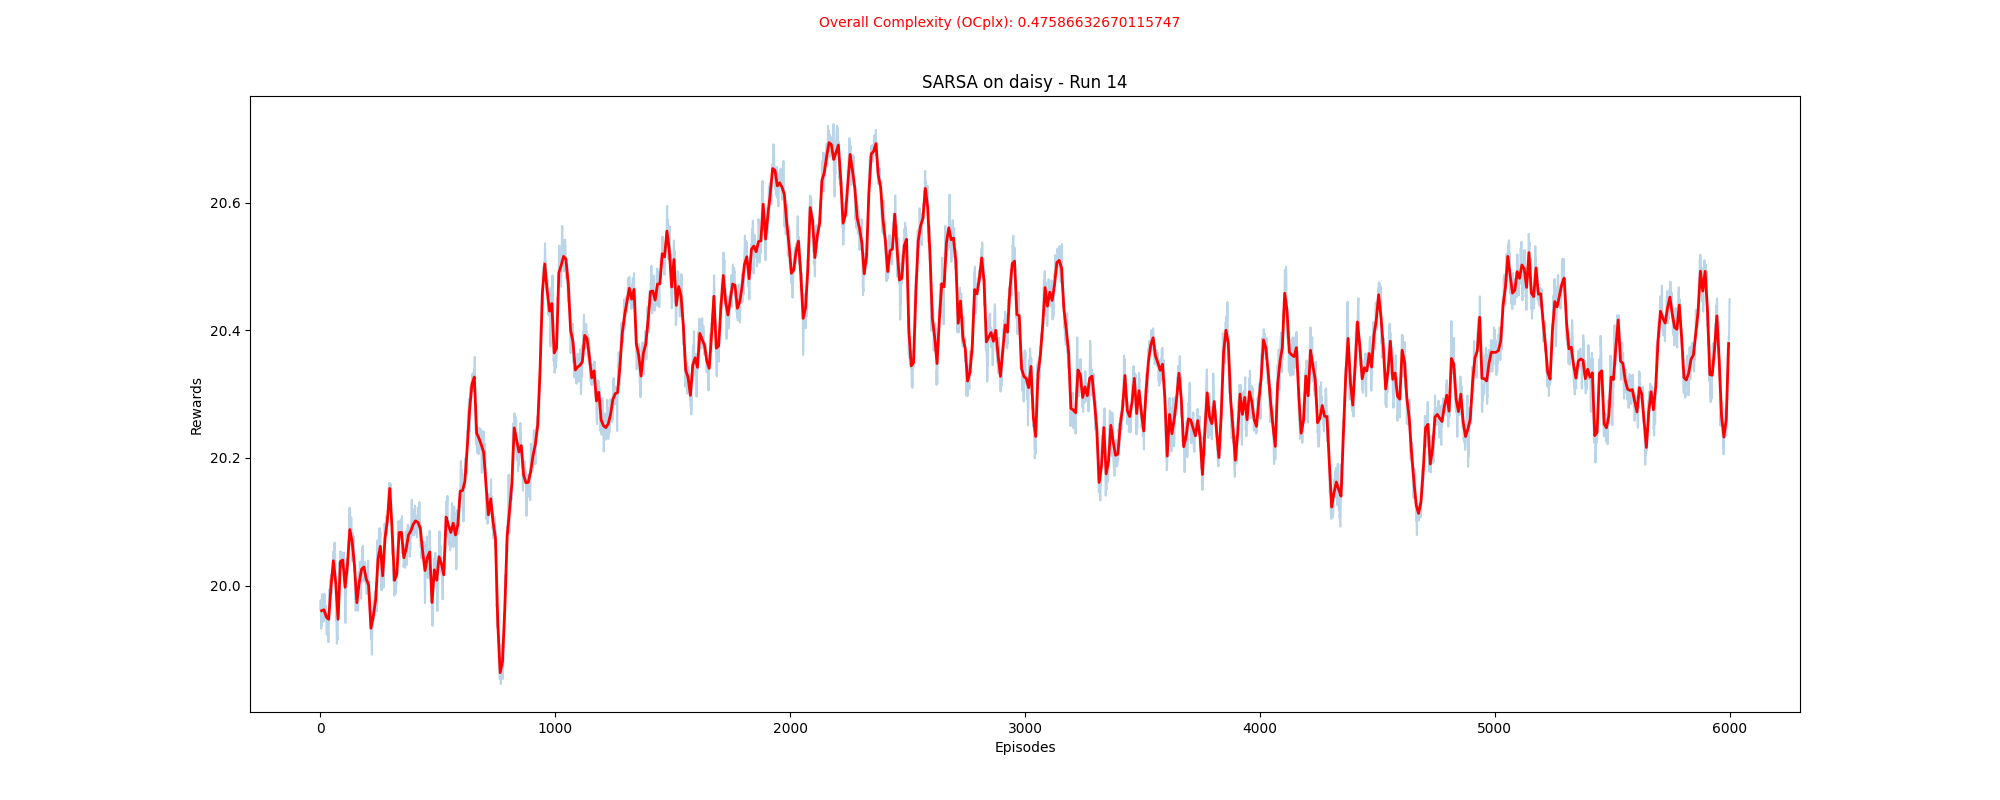 Overall Complexity (OCplx): 0.47586632670115747
SARSA on daisy - Run 14
Rewards
20.6
20.4
20.2
20.0
0 1000 2000 3000 4000 5000 6000
Episodes